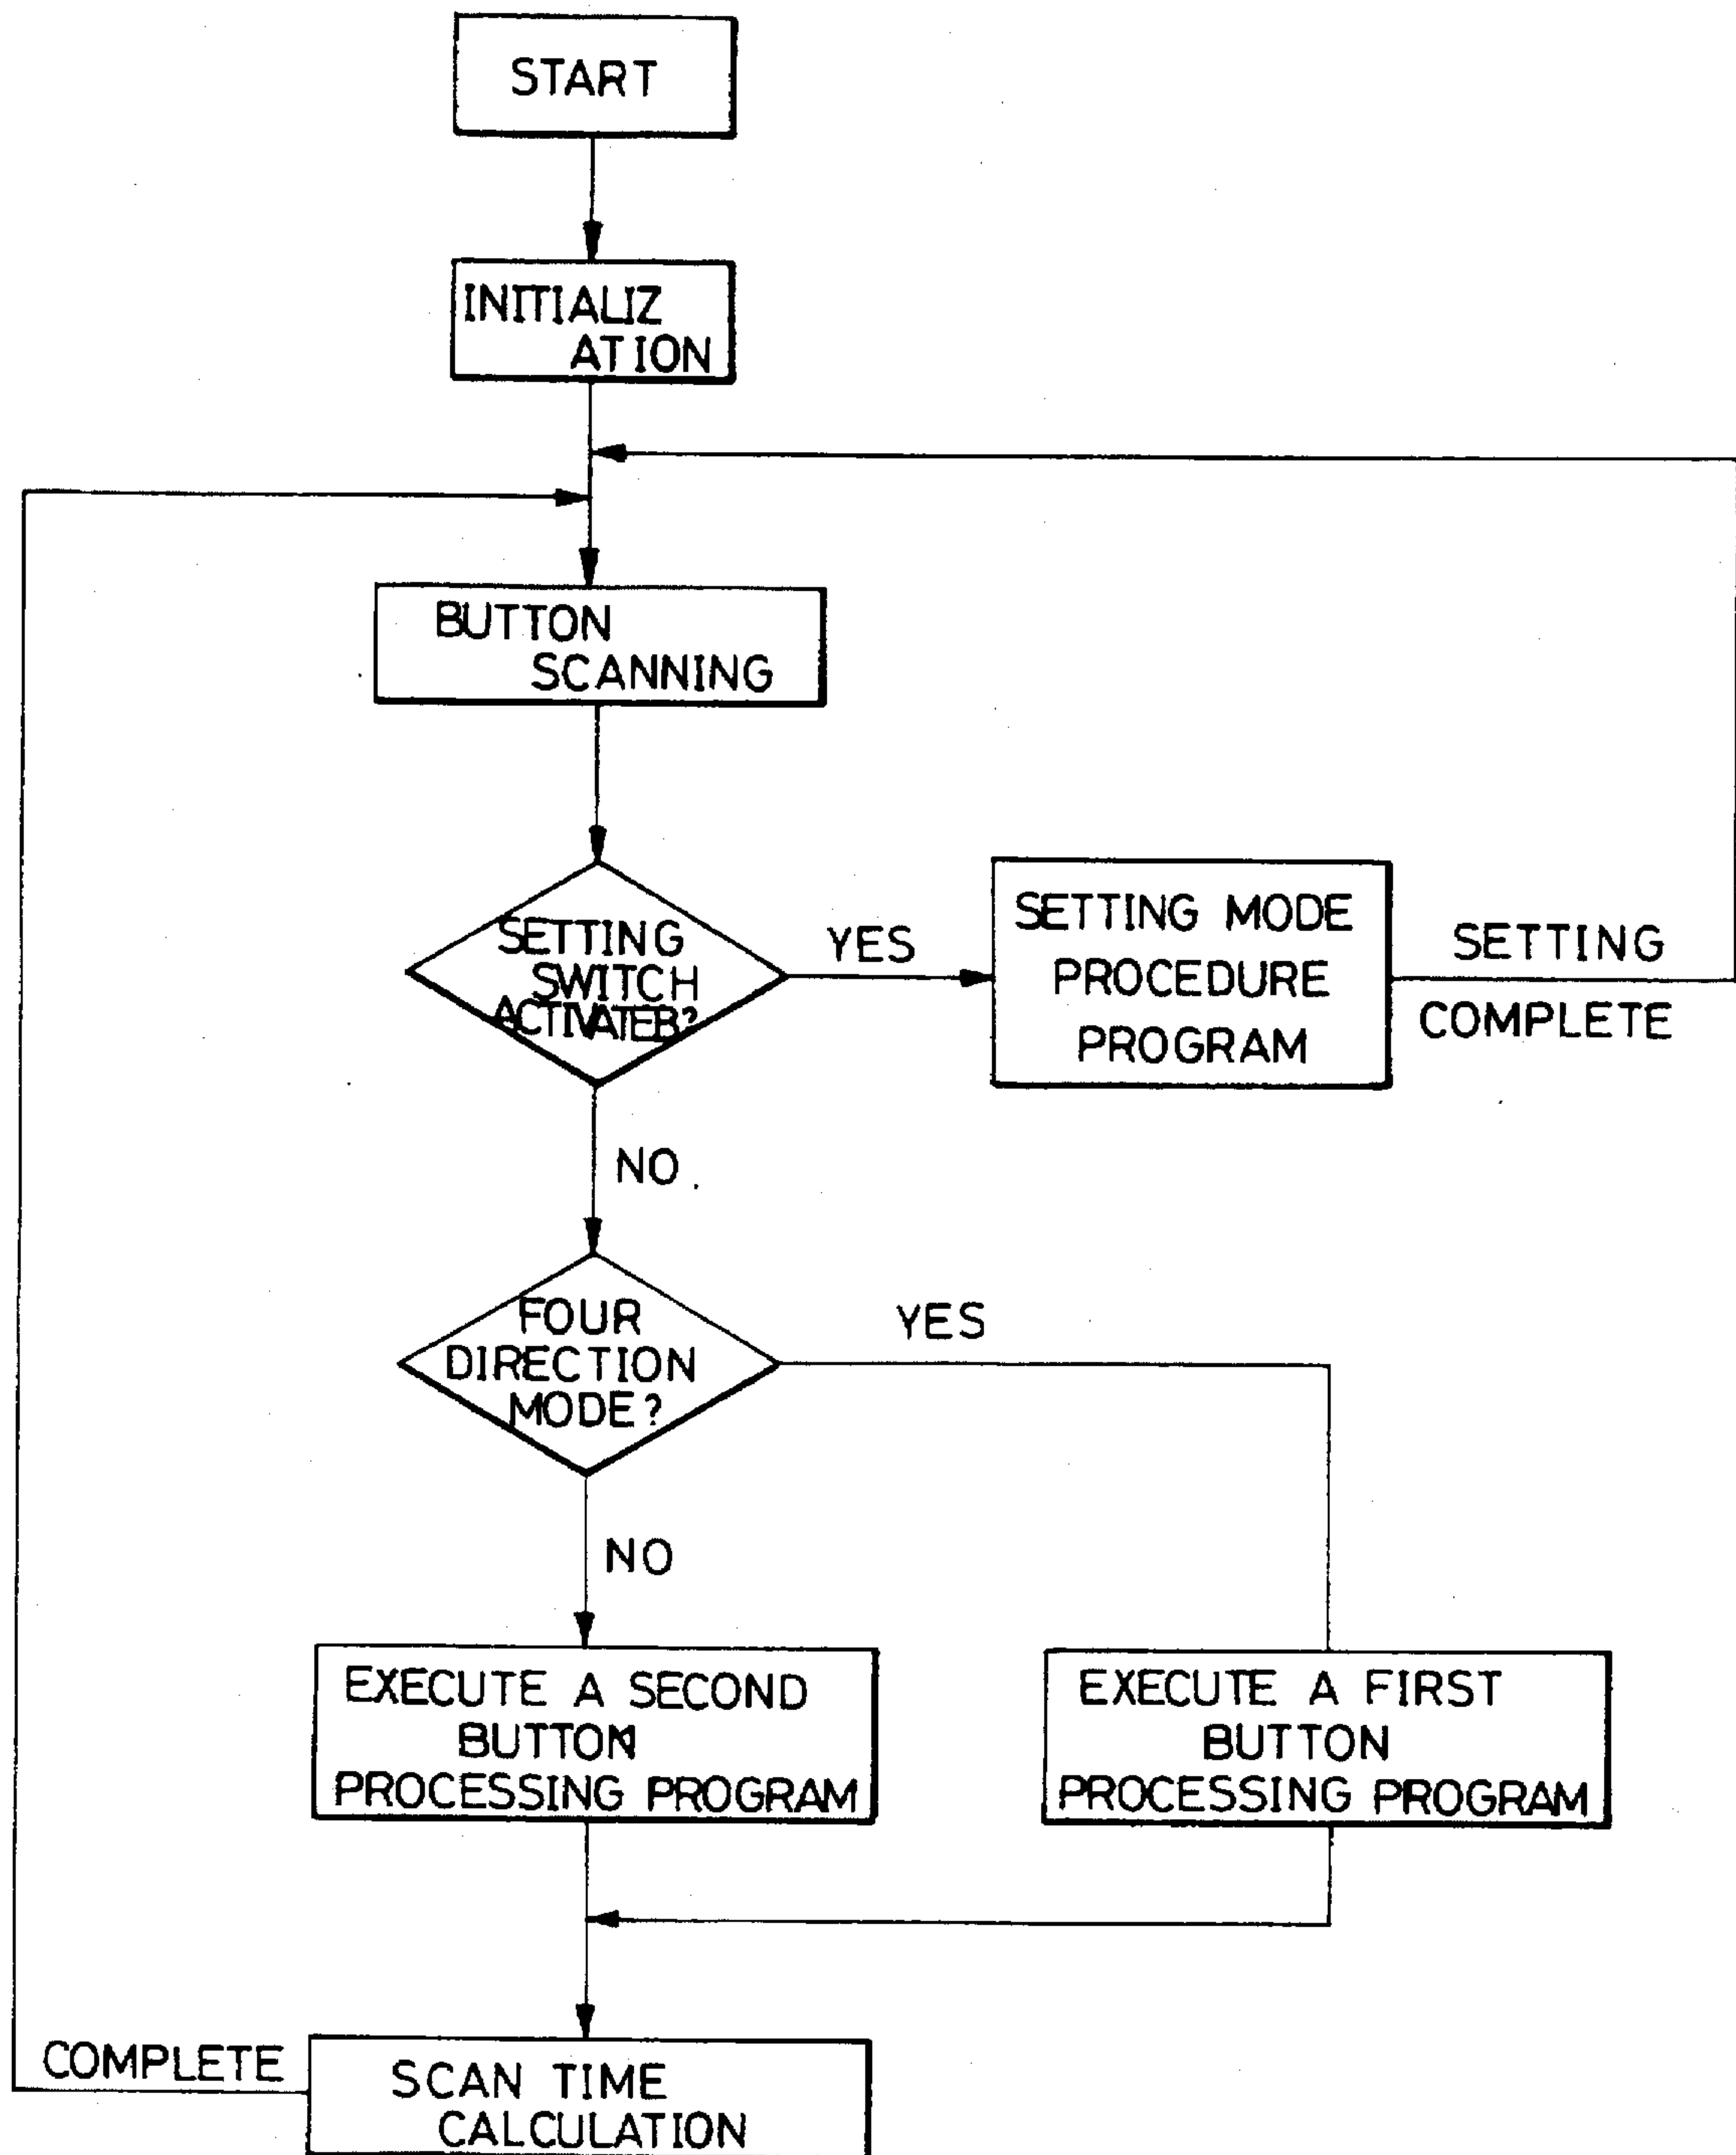 START
INITIALIZ
ATION
BUTTON
SCANNING
SETTING
SWITCH
ACTIVATEB?
YES
SETTING MODE
PROCEDURE
PROGRAM
SETTING
COMPLETE
NO
FOUR
DIRECTION
MODE?
YES
NO
EXECUTE A SECOND
BUTTON
PROCESSING PROGRAM
EXECUTE A FIRST
BUTTON
PROCESSING PROGRAM
COMPLETE
SCAN TIME
CALCULATION